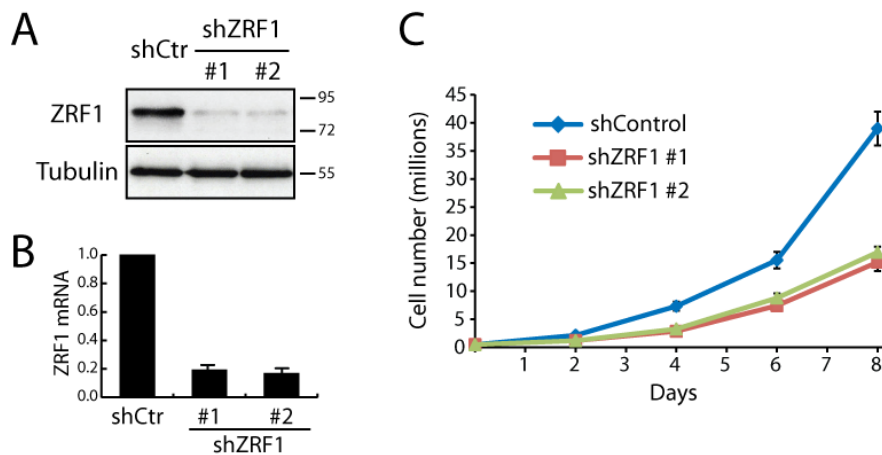 A
shCtr
shZRF1
#1 #2
ZRF1
95
72
Tubulin
55
B
ZRF1 mRNA
1.0
0.8
0.6
0.4
0.2
0.0
shCtr
#1 #2
shZRF1
C
Cell number (millions)
45
40
35
30
25
20
15
10
5
0
shControl
shZRF1 #1
shZRF1 #2
1 2 3 4 5 6 7 8
Days